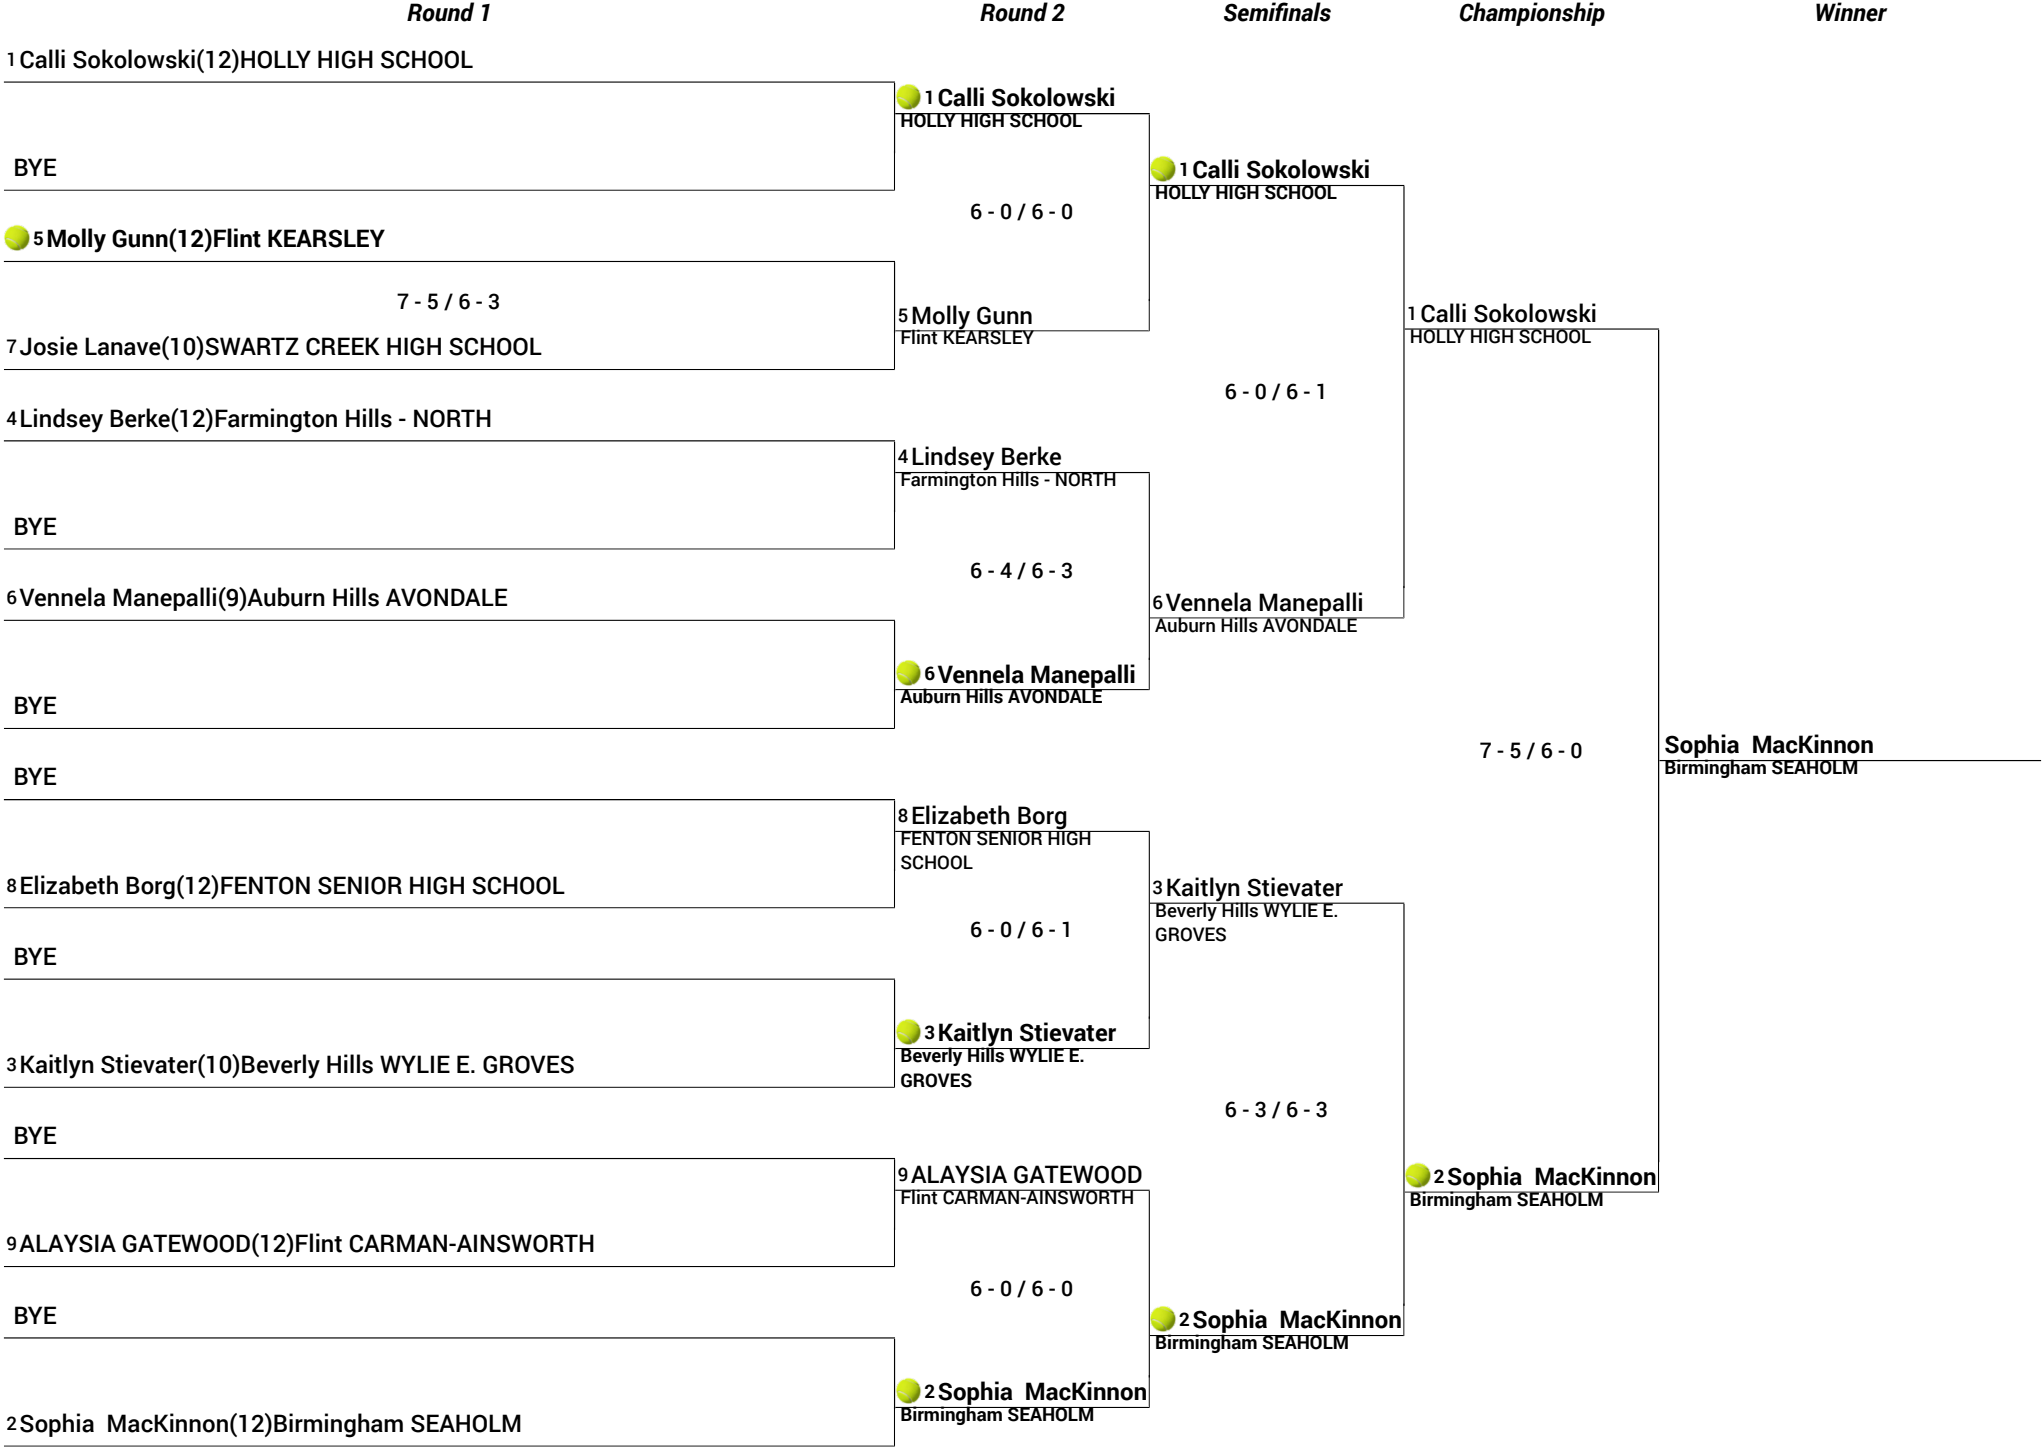 Round 1
Round 2
Semifinals
Championship
Winner
1 Calli Sokolowski(12)HOLLY HIGH SCHOOL
BYE
5 Molly Gunn(12)Flint KEARSLEY
7 - 5 / 6 - 3
7 Josie Lanave(10)SWARTZ CREEK HIGH SCHOOL
4 Lindsey Berke(12)Farmington Hills - NORTH
BYE
6 Vennela Manepalli(9)Auburn Hills AVONDALE
BYE
BYE
8 Elizabeth Borg(12)FENTON SENIOR HIGH SCHOOL
BYE
3 Kaitlyn Stievater(10)Beverly Hills WYLIE E. GROVES
BYE
9 ALAYSIA GATEWOOD(12)Flint CARMAN-AINSWORTH
BYE
2 Sophia  MacKinnon(12)Birmingham SEAHOLM
1 Calli Sokolowski
HOLLY HIGH SCHOOL
6 - 0 / 6 - 0
5 Molly Gunn
Flint KEARSLEY
4 Lindsey Berke
Farmington Hills - NORTH
6 - 4 / 6 - 3
6 Vennela Manepalli
Auburn Hills AVONDALE
8 Elizabeth Borg
FENTON SENIOR HIGH
SCHOOL
6 - 0 / 6 - 1
3 Kaitlyn Stievater
Beverly Hills WYLIE E.
GROVES
9 ALAYSIA GATEWOOD
Flint CARMAN-AINSWORTH
6 - 0 / 6 - 0
2 Sophia  MacKinnon
Birmingham SEAHOLM
1 Calli Sokolowski
HOLLY HIGH SCHOOL
6 - 0 / 6 - 1
6 Vennela Manepalli
Auburn Hills AVONDALE
3 Kaitlyn Stievater
Beverly Hills WYLIE E.
GROVES
6 - 3 / 6 - 3
2 Sophia  MacKinnon
Birmingham SEAHOLM
1 Calli Sokolowski
HOLLY HIGH SCHOOL
7 - 5 / 6 - 0
2 Sophia  MacKinnon
Birmingham SEAHOLM
Sophia  MacKinnon
Birmingham SEAHOLM